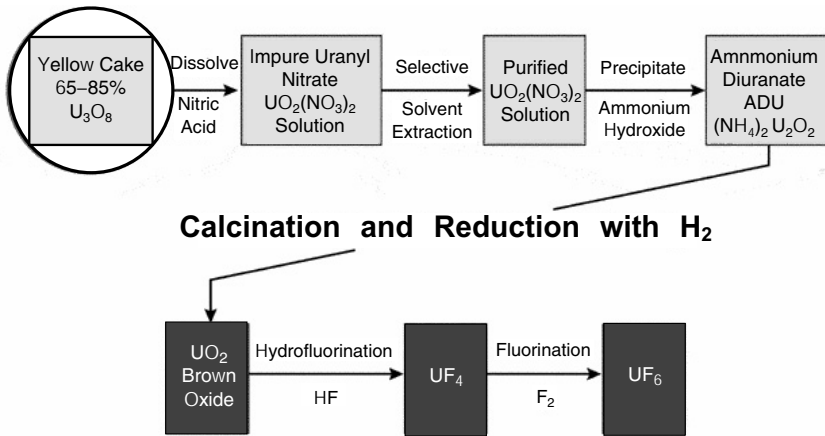 Yellow Cake
65–85%
U₃O₈
Dissolve
Nitric
Acid
Impure Uranyl
Nitrate
UO₂(NO₃)₂
Solution
Selective
Solvent
Extraction
Purified
UO₂(NO₃)₂
Solution
Precipitate
Ammonium
Hydroxide
Amnmonium
Diuranate
ADU
(NH₄)₂ U₂O₂
Calcination and Reduction with H₂
UO₂
Brown
Oxide
Hydrofluorination
HF
UF₄
Fluorination
F₂
UF₆